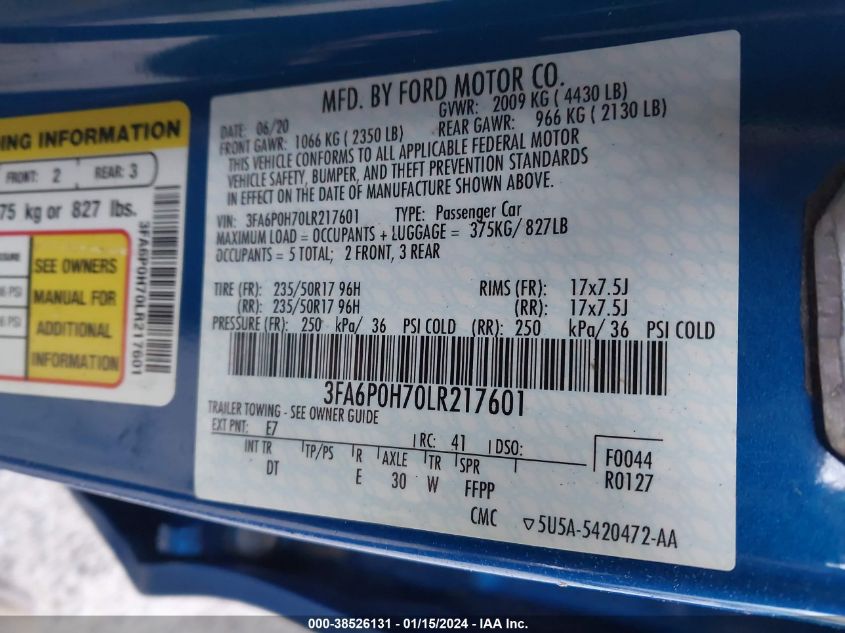 MFD. BY FORD MOTOR CO.
DATE: 06/20 GVWR: 2009 KG ( 4430 LB)
FRONT GAWR: 1066 KG ( 2350 LB) REAR GAWR: 966 KG ( 2130 LB)
THIS VEHICLE CONFORMS TO ALL APPLICABLE FEDERAL MOTOR
VEHICLE SAFETY, BUMPER, AND THEFT PREVENTION STANDARDS
IN EFFECT ON THE DATE OF MANUFACTURE SHOWN ABOVE.
VIN: 3FA6P0H70LR217601 TYPE: Passenger Car
MAXIMUM LOAD = OCCUPANTS + LUGGAGE = 375KG/ 827LB
OCCUPANTS = 5 TOTAL; 2 FRONT, 3 REAR
TIRE (FR): 235/50R17 96H RIMS (FR): 17x7.5J
(RR): 235/50R17 96H (RR): 17x7.5J
PRESSURE (FR): 250 kPa/ 36 PSI COLD (RR): 250 kPa/ 36 PSI COLD
3FA6P0H70LR217601
TRAILER TOWING - SEE OWNER GUIDE
EXT PNT: E7 RC: 41 DSO:
INT TR TP/PS R AXLE TR SPR F0044
DT E 30 W FFPP R0127
CMC 5U5A-5420472-AA
ING INFORMATION
FRONT: 2 REAR: 3
75 kg or 827 lbs.
SEE OWNERS
MANUAL FOR
ADDITIONAL
INFORMATION
PSI
3FA6P0H70LR217601
000-38526131 - 01/15/2024 - IAA Inc.